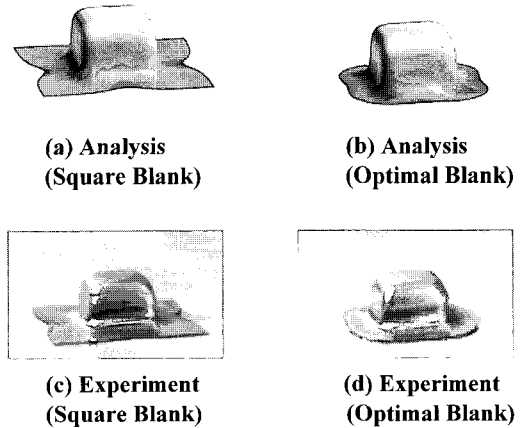 (a) Analysis
(Square Blank)
(b) Analysis
(Optimal Blank)
(c) Experiment
(Square Blank)
(d) Experiment
(Optimal Blank)